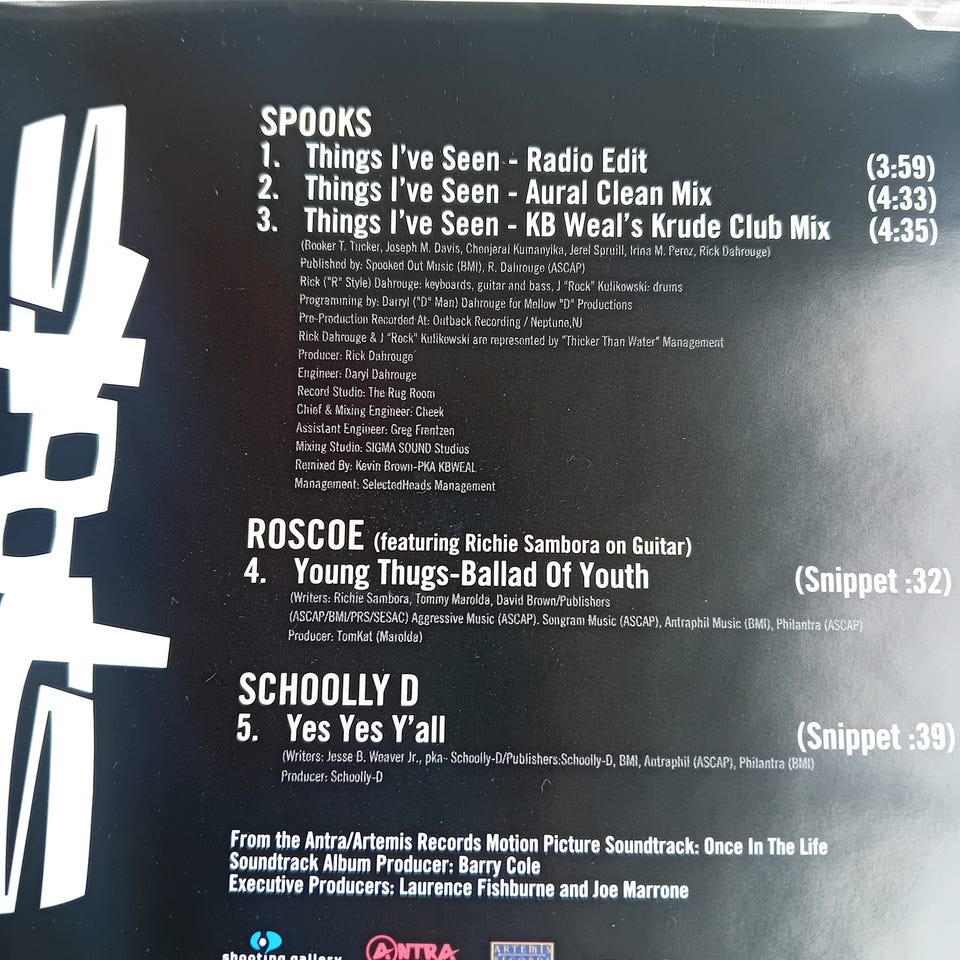 SPOOKS
1. Things I've Seen - Radio Edit (3:59)
2. Things I've Seen - Aural Clean Mix (4:33)
3. Things I've Seen - KB Weal's Krude Club Mix (4:35)
(Booker T. Tucker, Joseph M. Davis, Chenjerai Kumanyika, Jerel Spruill, Irina M. Perez, Rick Dahrouge)
Published by: Spooked Out Music (BMI), R. Dahrouge (ASCAP)
Rick ("R" Style) Dahrouge: keyboards, guitar and bass, J "Rock" Kulikowski: drums
Programming by: Darryl ("D" Man) Dahrouge for Mellow "D" Productions
Pre-Production Recorded At: Outback Recording / Neptune,NJ
Rick Dahrouge & J "Rock" Kulikowski are represented by "Thicker Than Water" Management
Producer: Rick Dahrouge
Engineer: Daryl Dahrouge
Record Studio: The Rug Room
Chief & Mixing Engineer: Cheek
Assistant Engineer: Greg Frentzen
Mixing Studio: SIGMA SOUND Studios
Remixed By: Kevin Brown-PKA KBWEAL
Management: SelectedHeads Management
ROSCOE (featuring Richie Sambora on Guitar)
4. Young Thugs-Ballad Of Youth (Snippet :32)
(Writers: Richie Sambora, Tommy Marolda, David Brown/Publishers
(ASCAP/BMI/PRS/SESAC) Aggressive Music (ASCAP). Songram Music (ASCAP), Antraphil Music (BMI), Philantra (ASCAP)
Producer: TomKat (Marolda)
SCHOOLLY D
5. Yes Yes Y'all (Snippet :39)
(Writers: Jesse B. Weaver Jr., pka- Schoolly-D/Publishers:Schoolly-D, BMI, Antraphil (ASCAP), Philantra (BMI)
Producer: Schoolly-D
From the Antra/Artemis Records Motion Picture Soundtrack: Once In The Life
Soundtrack Album Producer: Barry Cole
Executive Producers: Laurence Fishburne and Joe Marrone
shooting gallery ANTRA ARTEMIS